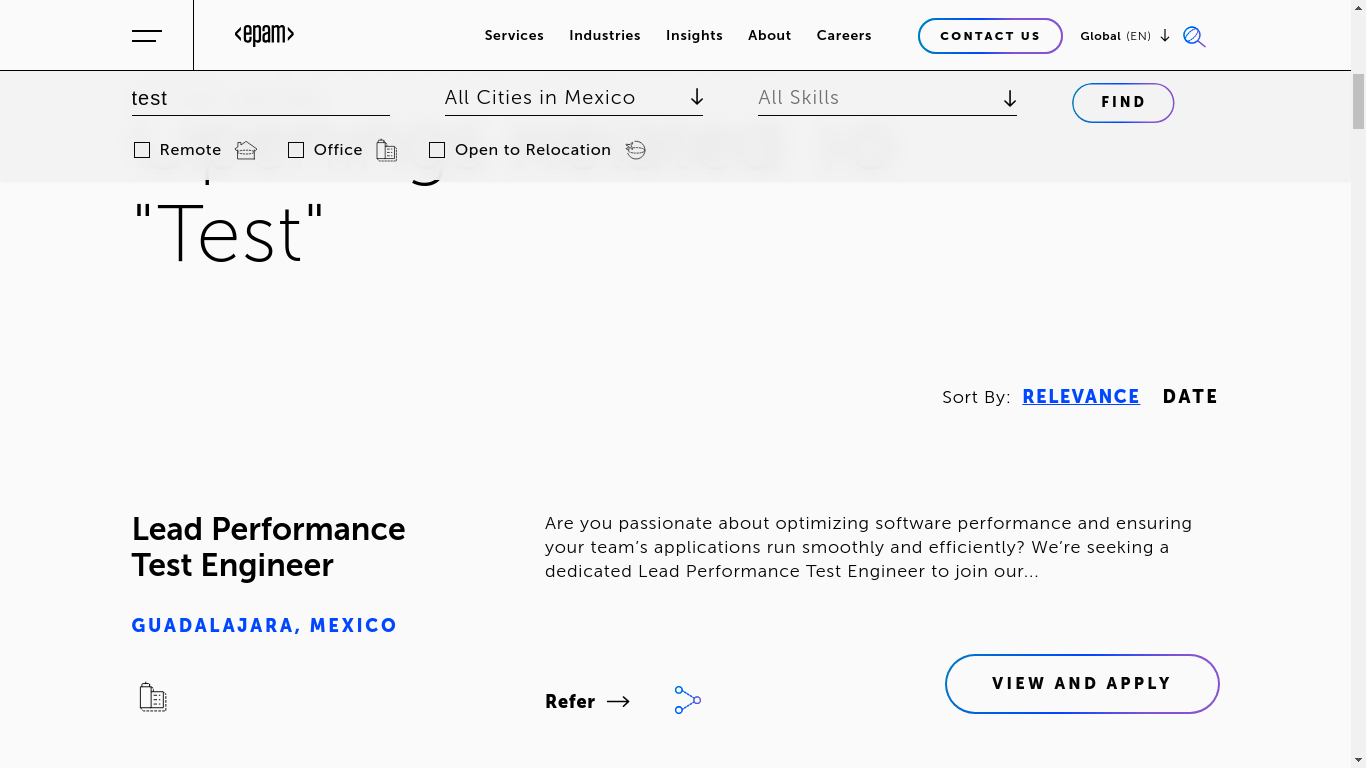 <epam>
Services
Industries
Insights
About
Careers
CONTACT US
Global (EN)
test
All Cities in Mexico
All Skills
FIND
Remote
Office
Open to Relocation
"Test"
Sort By: RELEVANCE DATE
Lead Performance
Test Engineer
GUADALAJARA, MEXICO
Are you passionate about optimizing software performance and ensuring
your team's applications run smoothly and efficiently? We're seeking a
dedicated Lead Performance Test Engineer to join our...
Refer
VIEW AND APPLY